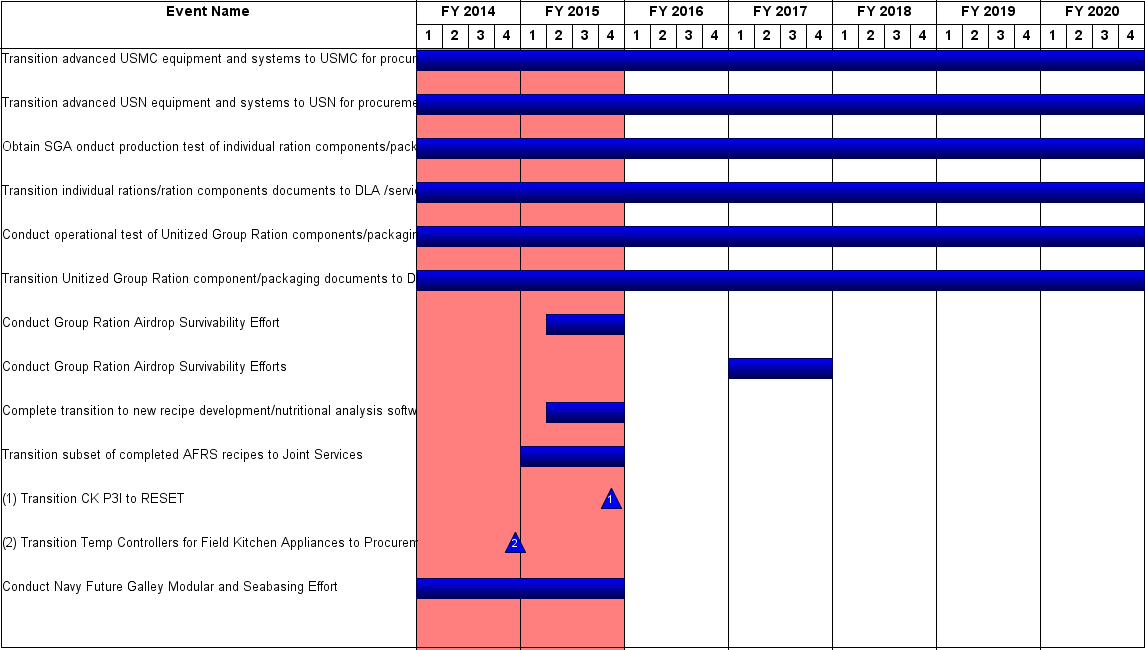 Event Name FY 2014 FY 2015 FY 2016 FY 2017 FY 2018 FY 2019 FY 2020
1 2 3 4 1 2 3 4 1 2 3 4 1 2 3 4 1 2 3 4 1 2 3 4 1 2 3 4
Transition advanced USMC equipment and systems to USMC for procur
Transition advanced USN equipment and systems to USN for procureme
Obtain SGA onduct production test of individual ration components/pack
Transition individual rations/ration components documents to DLA /servi
Conduct operational test of Unitized Group Ration components/packagin
Transition Unitized Group Ration component/packaging documents to D
Conduct Group Ration Airdrop Survivability Effort
Conduct Group Ration Airdrop Survivability Efforts
Complete transition to new recipe development/nutritional analysis softw
Transition subset of completed AFRS recipes to Joint Services
(1) Transition CK P3I to RESET 1
(2) Transition Temp Controllers for Field Kitchen Appliances to Procurem 2
Conduct Navy Future Galley Modular and Seabasing Effort